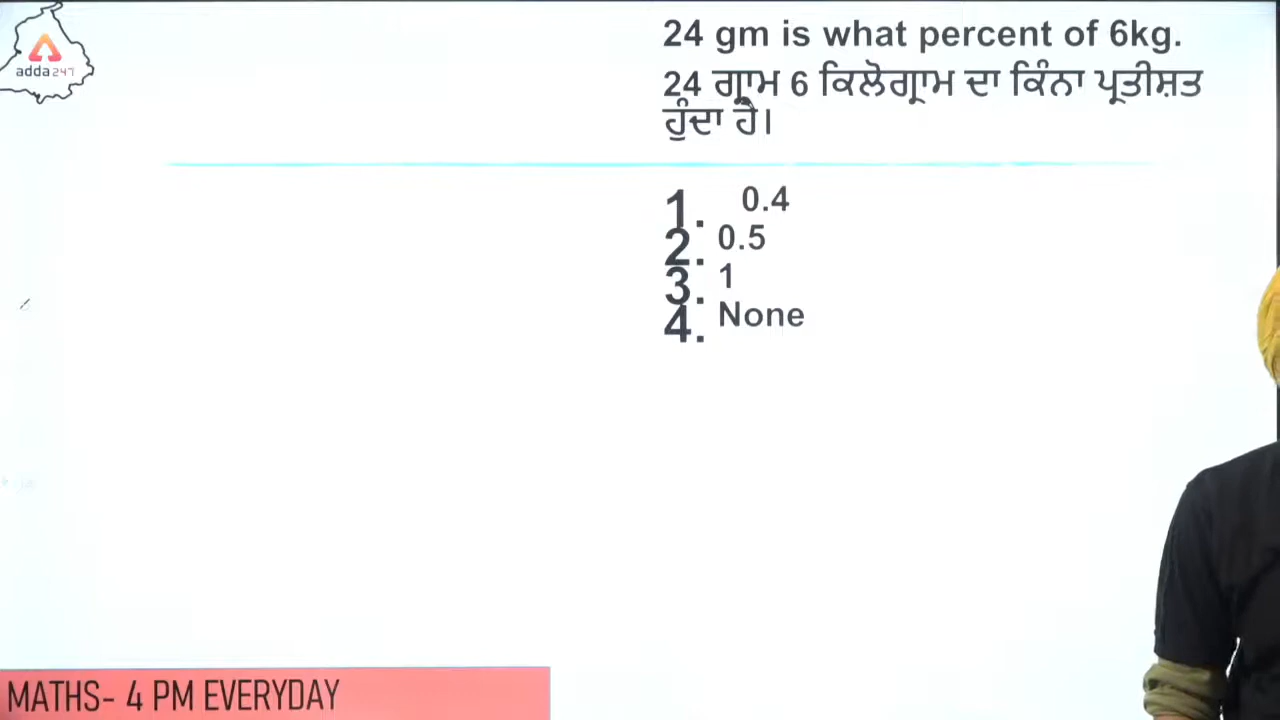 adda247
24 gm is what percent of 6kg.
24 ਗ੍ਰਾਮ 6 ਕਿਲੋਗ੍ਰਾਮ ਦਾ ਕਿੰਨਾ ਪ੍ਰਤੀਸ਼ਤ
ਹੁੰਦਾ ਹੈ।
1. 0.4
2. 0.5
3. 1
4. None
MATHS- 4 PM EVERYDAY